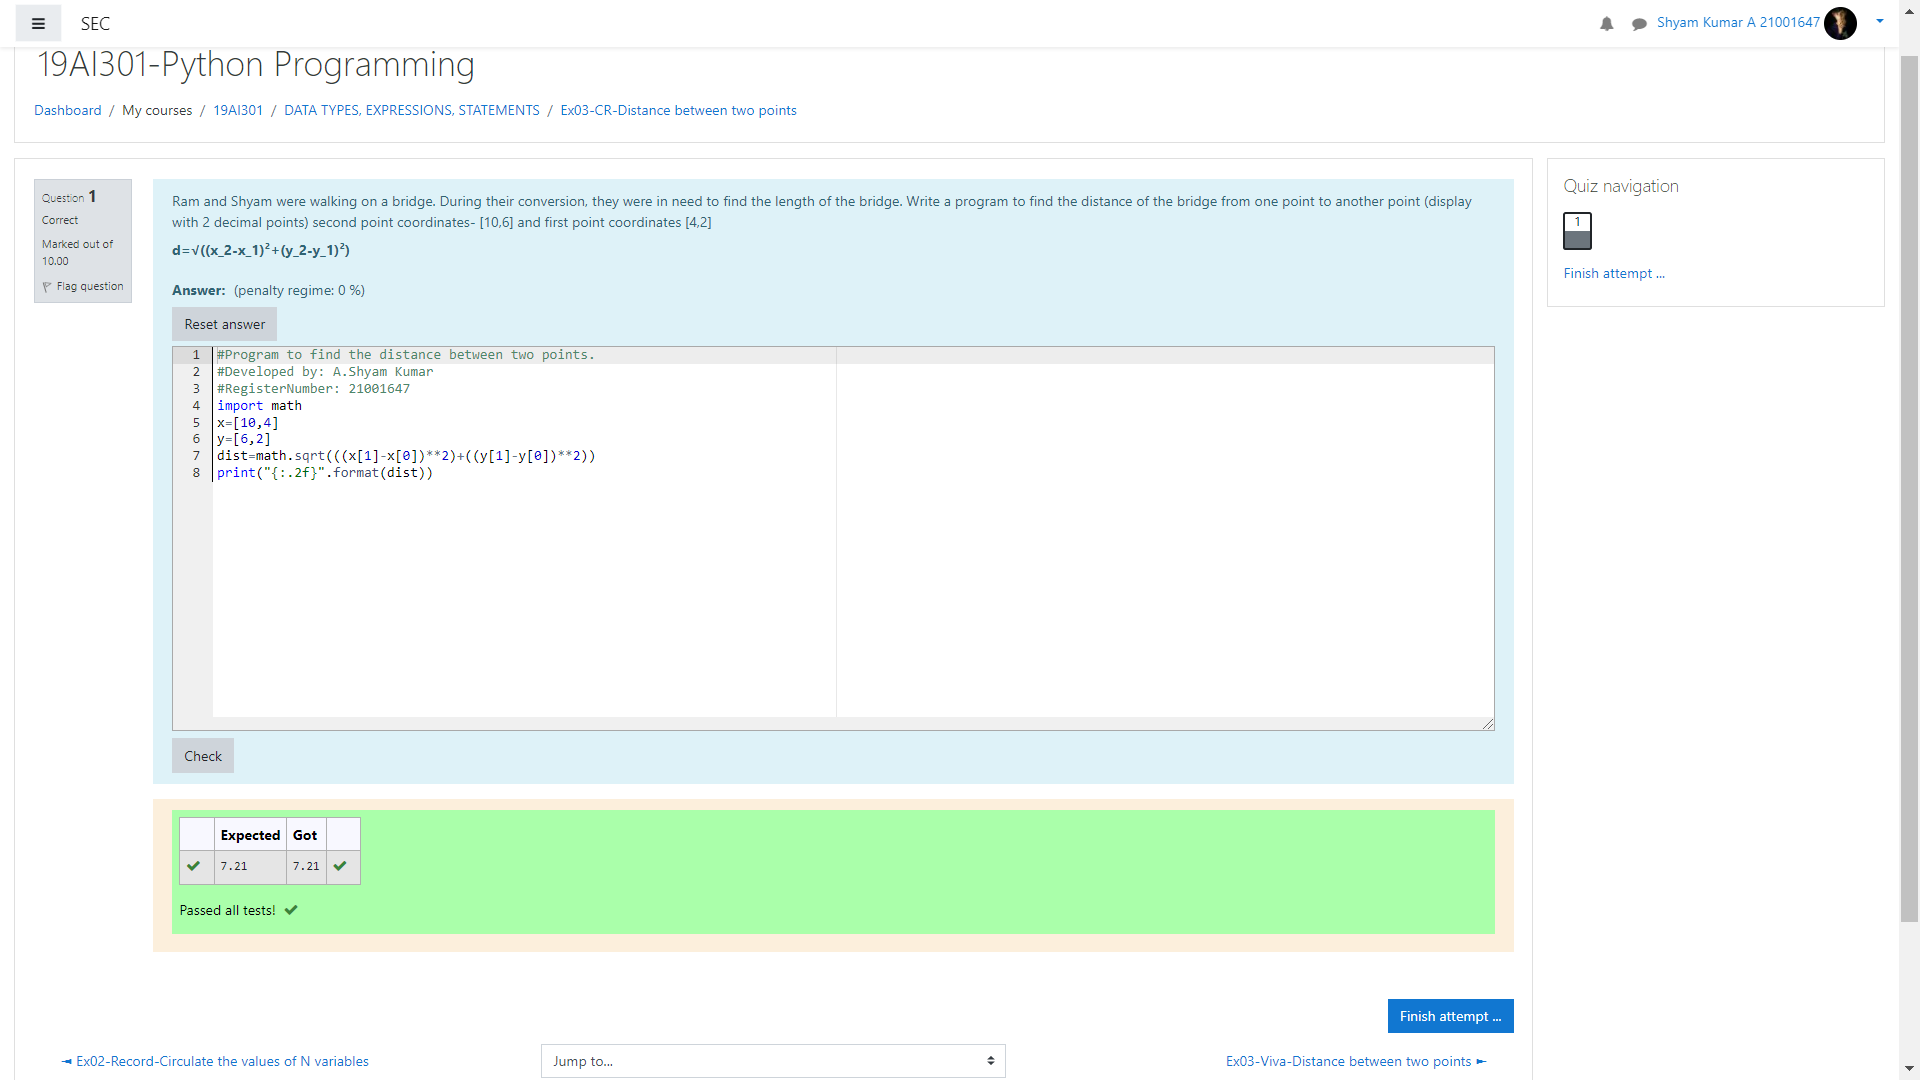 SEC
Shyam Kumar A 21001647
19AI301-Python Programming
Dashboard / My courses / 19AI301 / DATA TYPES, EXPRESSIONS, STATEMENTS / Ex03-CR-Distance between two points
Question 1
Correct
Marked out of
10.00
Flag question
Ram and Shyam were walking on a bridge. During their conversion, they were in need to find the length of the bridge. Write a program to find the distance of the bridge from one point to another point (display
with 2 decimal points) second point coordinates- [10,6] and first point coordinates [4,2]
d=√((x_2-x_1)²+(y_2-y_1)²)
Answer: (penalty regime: 0 %)
Reset answer
1 #Program to find the distance between two points.
2 #Developed by: A.Shyam Kumar
3 #RegisterNumber: 21001647
4 import math
5 x=[10,4]
6 y=[6,2]
7 dist=math.sqrt(((x[1]-x[0])**2)+((y[1]-y[0])**2))
8 print("{:.2f}".format(dist))
Check
Expected Got
7.21 7.21
Passed all tests!
Quiz navigation
1
Finish attempt ...
Finish attempt ...
◄ Ex02-Record-Circulate the values of N variables
Jump to...
Ex03-Viva-Distance between two points ►